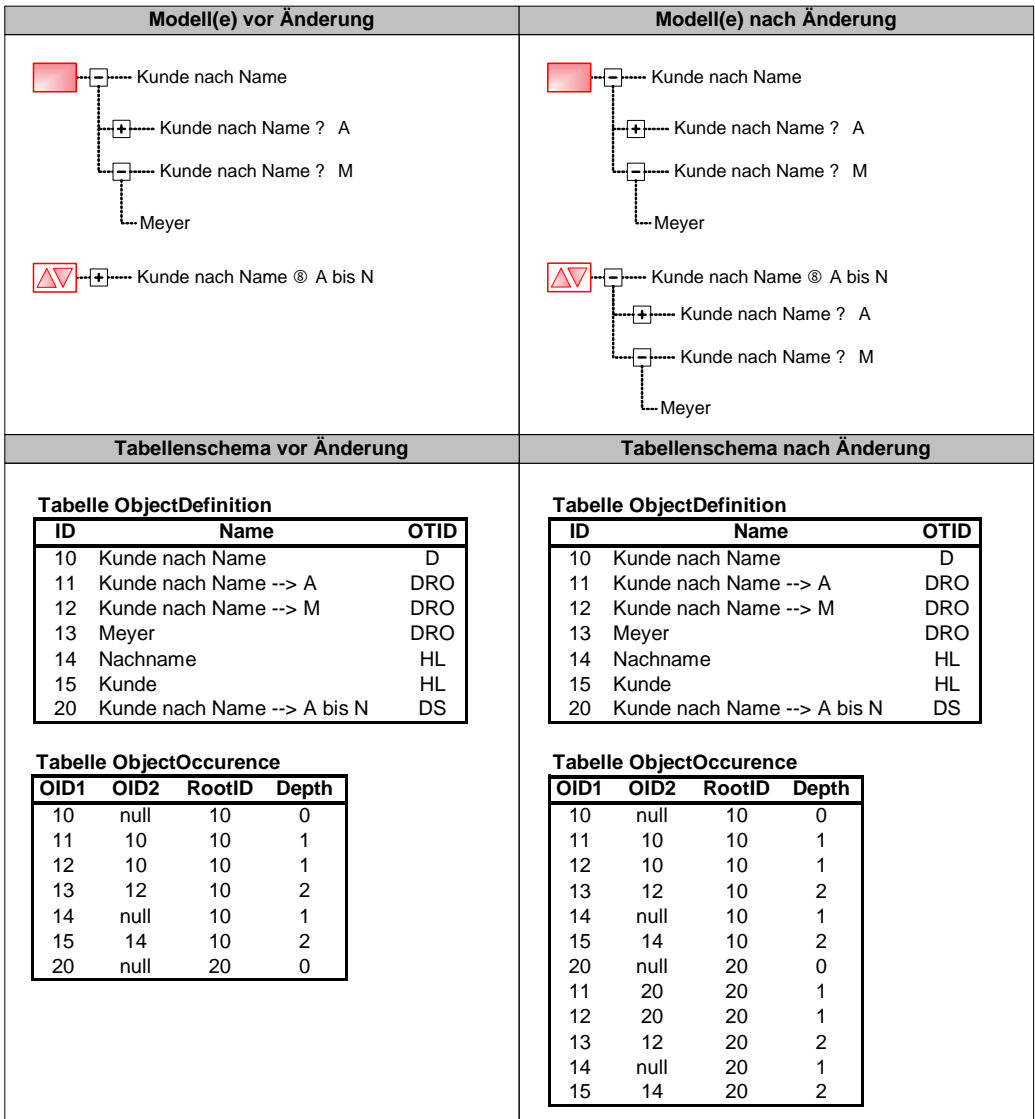 Modell(e) vor Änderung
Kunde nach Name
Kunde nach Name ? A
Kunde nach Name ? M
Meyer
Kunde nach Name ⑧ A bis N
Modell(e) nach Änderung
Kunde nach Name
Kunde nach Name ? A
Kunde nach Name ? M
Meyer
Kunde nach Name ⑧ A bis N
Kunde nach Name ? A
Kunde nach Name ? M
Meyer
Tabellenschema vor Änderung
Tabelle ObjectDefinition
ID Name OTID
10 Kunde nach Name D
11 Kunde nach Name --> A DRO
12 Kunde nach Name --> M DRO
13 Meyer DRO
14 Nachname HL
15 Kunde HL
20 Kunde nach Name --> A bis N DS
Tabelle ObjectOccurence
OID1 OID2 RootID Depth
10 null 10 0
11 10 10 1
12 10 10 1
13 12 10 2
14 null 10 1
15 14 10 2
20 null 20 0
Tabellenschema nach Änderung
Tabelle ObjectDefinition
ID Name OTID
10 Kunde nach Name D
11 Kunde nach Name --> A DRO
12 Kunde nach Name --> M DRO
13 Meyer DRO
14 Nachname HL
15 Kunde HL
20 Kunde nach Name --> A bis N DS
Tabelle ObjectOccurence
OID1 OID2 RootID Depth
10 null 10 0
11 10 10 1
12 10 10 1
13 12 10 2
14 null 10 1
15 14 10 2
20 null 20 0
11 20 20 1
12 20 20 1
13 12 20 2
14 null 20 1
15 14 20 2